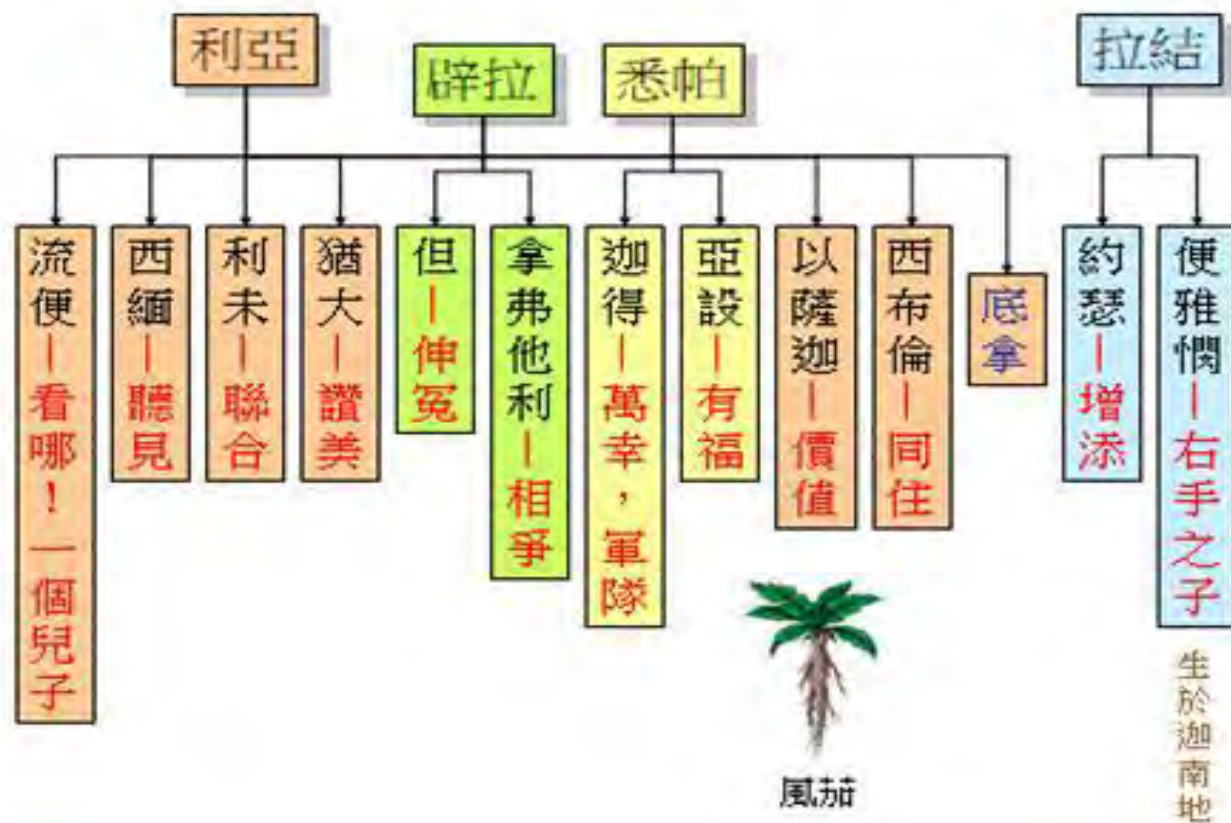 利亞
辟拉
悉帕
拉結
流便－看哪！一個兒子
西緬－聽見
利未－聯合
猶大－讚美
但－伸冤
拿弗他利－相爭
迦得－萬幸，軍隊
亞設－有福
以薩迦－價值
西布倫－同住
底拿
約瑟－增添
便雅憫－右手之子
生於迦南地
風茄